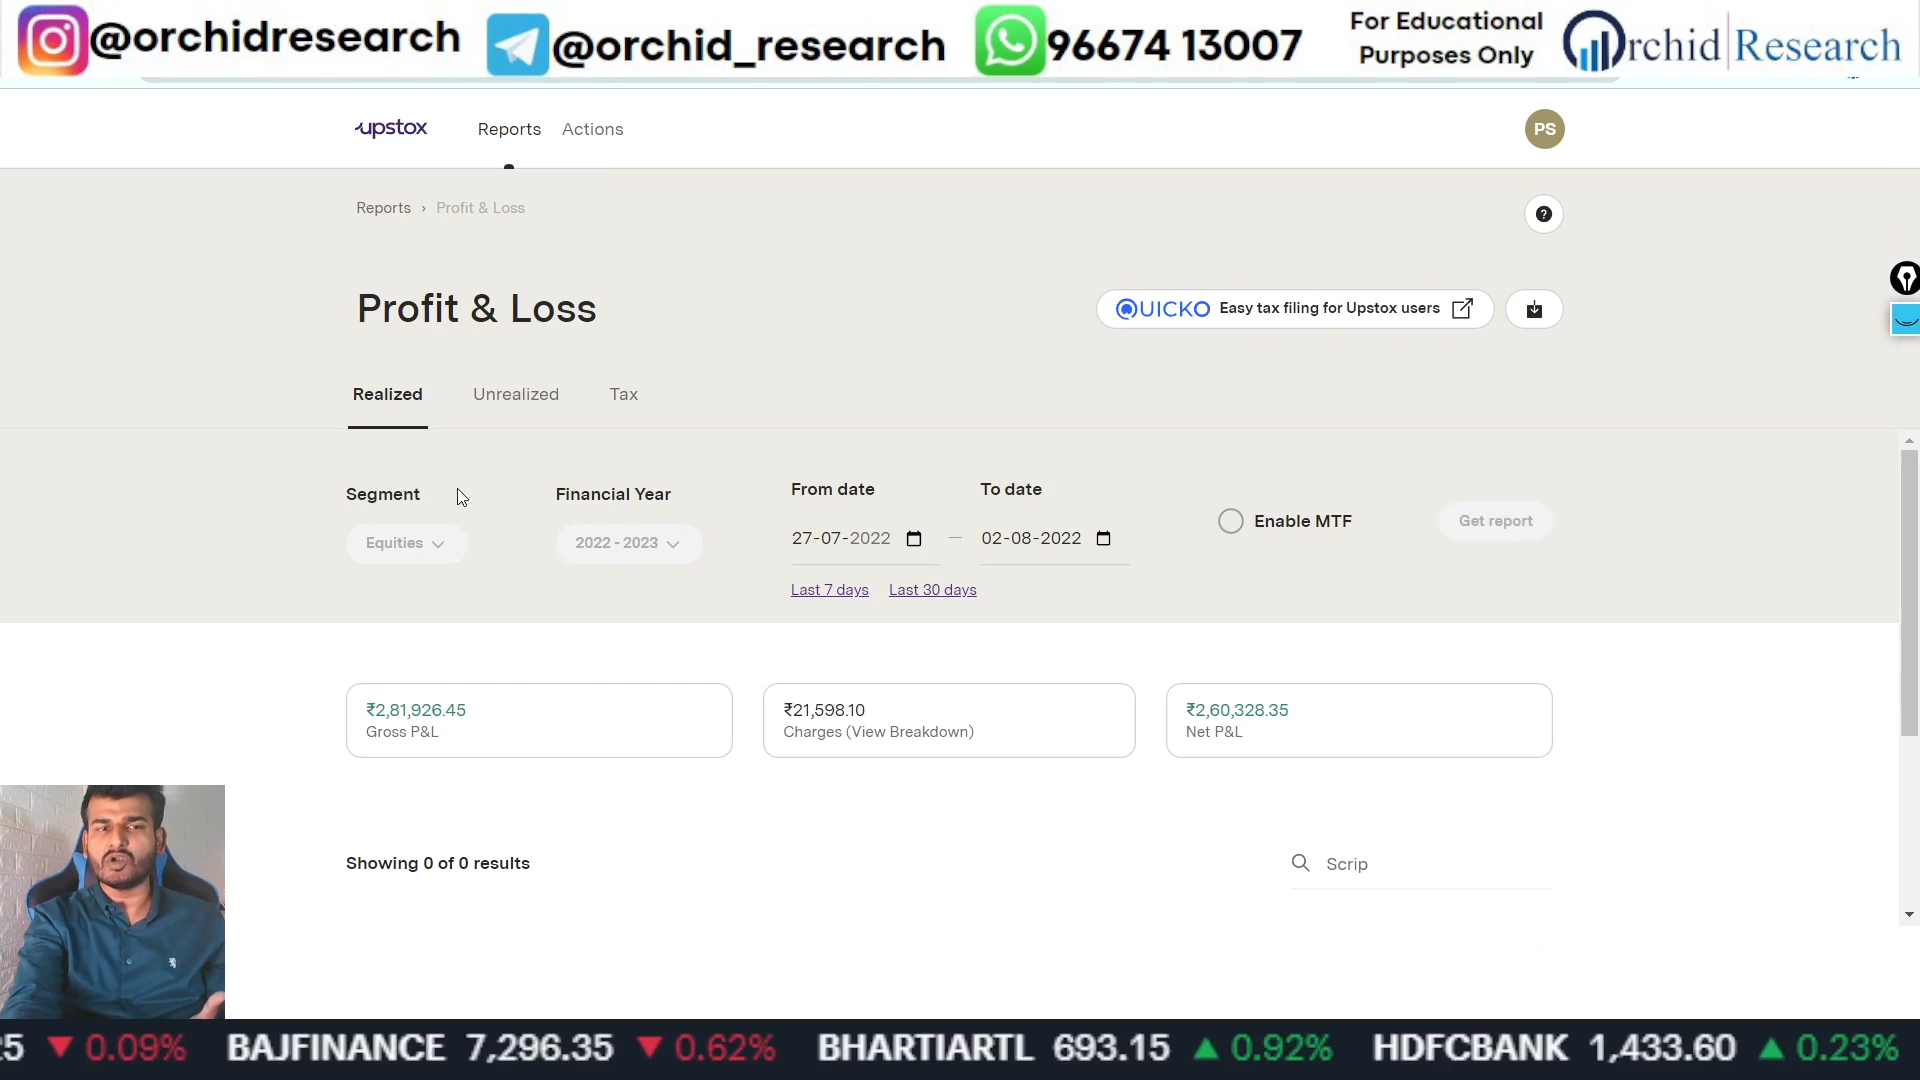 @orchidresearch @orchid_research 96674 13007 For Educational Purposes Only Orchid Research
upstox Reports Actions PS
Reports › Profit & Loss ?
Profit & Loss QUICKO Easy tax filing for Upstox users
Realized Unrealized Tax
Segment Financial Year From date To date
Enable MTF Get report
Equities 2022 - 2023 27-07-2022 — 02-08-2022
Last 7 days Last 30 days
₹2,81,926.45 ₹21,598.10 ₹2,60,328.35
Gross P&L Charges (View Breakdown) Net P&L
Showing 0 of 0 results Scrip
5 ▼ 0.09% BAJFINANCE 7,296.35 ▼ 0.62% BHARTIARTL 693.15 ▲ 0.92% HDFCBANK 1,433.60 ▲ 0.23%